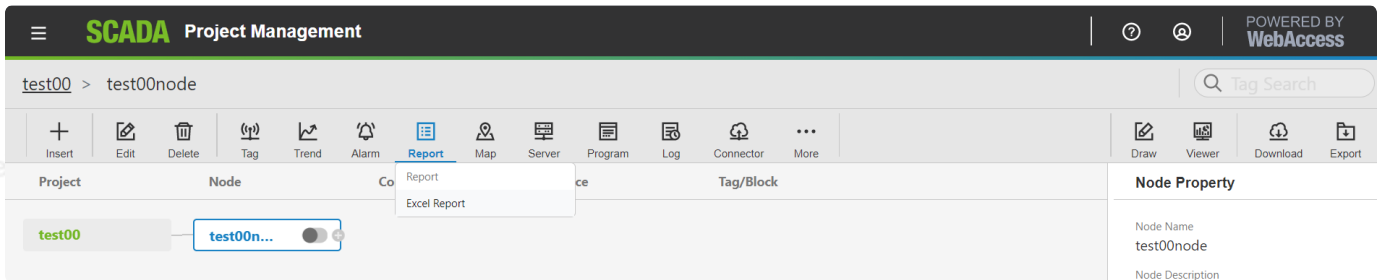 SCADA Project Management
POWERED BY
WebAccess
test00 > test00node
Tag Search
Insert Edit Delete Tag Trend Alarm Report Map Server Program Log Connector More Draw Viewer Download Export
Project Node Co ce Tag/Block
Report
Excel Report
Node Property
test00
test00n...
Node Name
test00node
Node Description